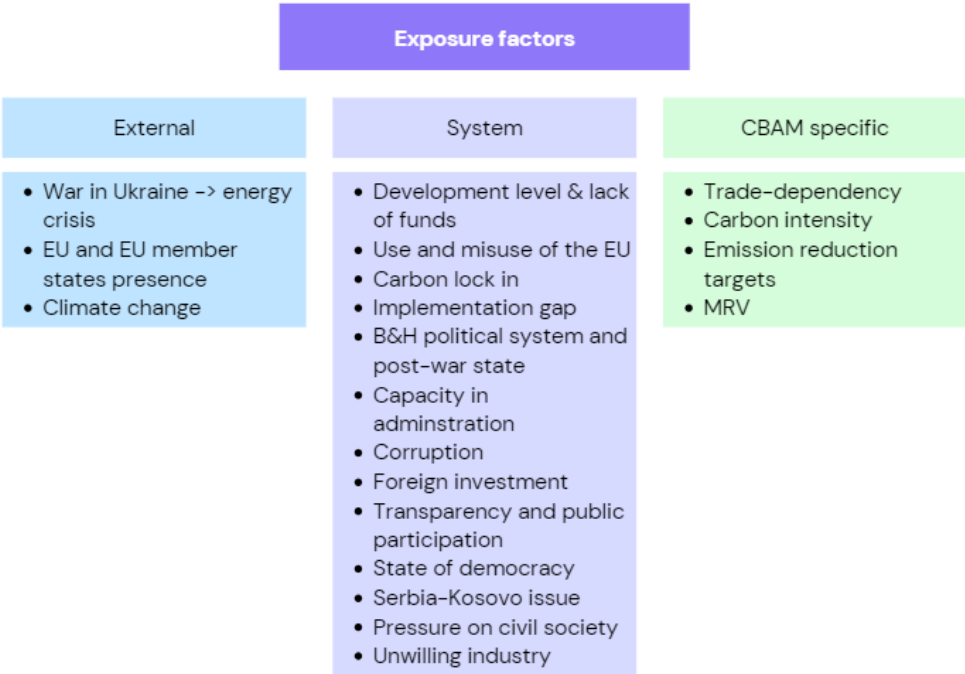 Exposure factors
External
• War in Ukraine -> energy
crisis
• EU and EU member
states presence
• Climate change
System
• Development level & lack
of funds
• Use and misuse of the EU
• Carbon lock in
• Implementation gap
• B&H political system and
post-war state
• Capacity in
adminstration
• Corruption
• Foreign investment
• Transparency and public
participation
• State of democracy
• Serbia-Kosovo issue
• Pressure on civil society
• Unwilling industry
CBAM specific
• Trade-dependency
• Carbon intensity
• Emission reduction
targets
• MRV